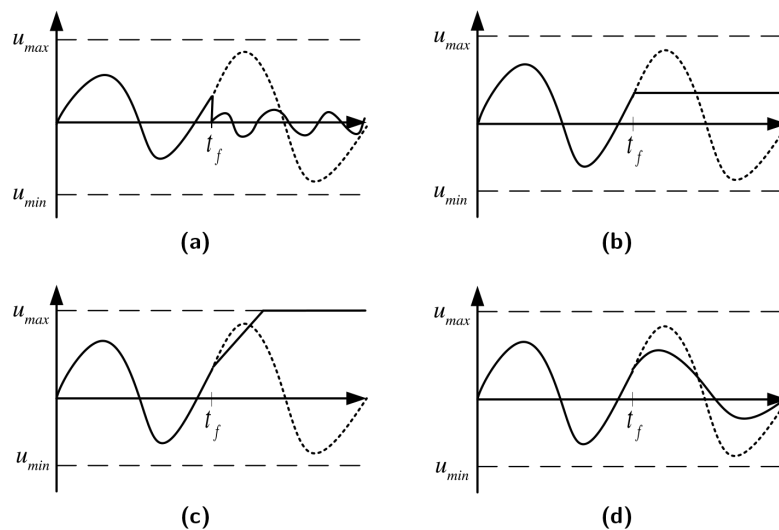 u_max
t_f
u_min
(a)
u_max
t_f
u_min
(b)
u_max
t_f
u_min
(c)
u_max
t_f
u_min
(d)